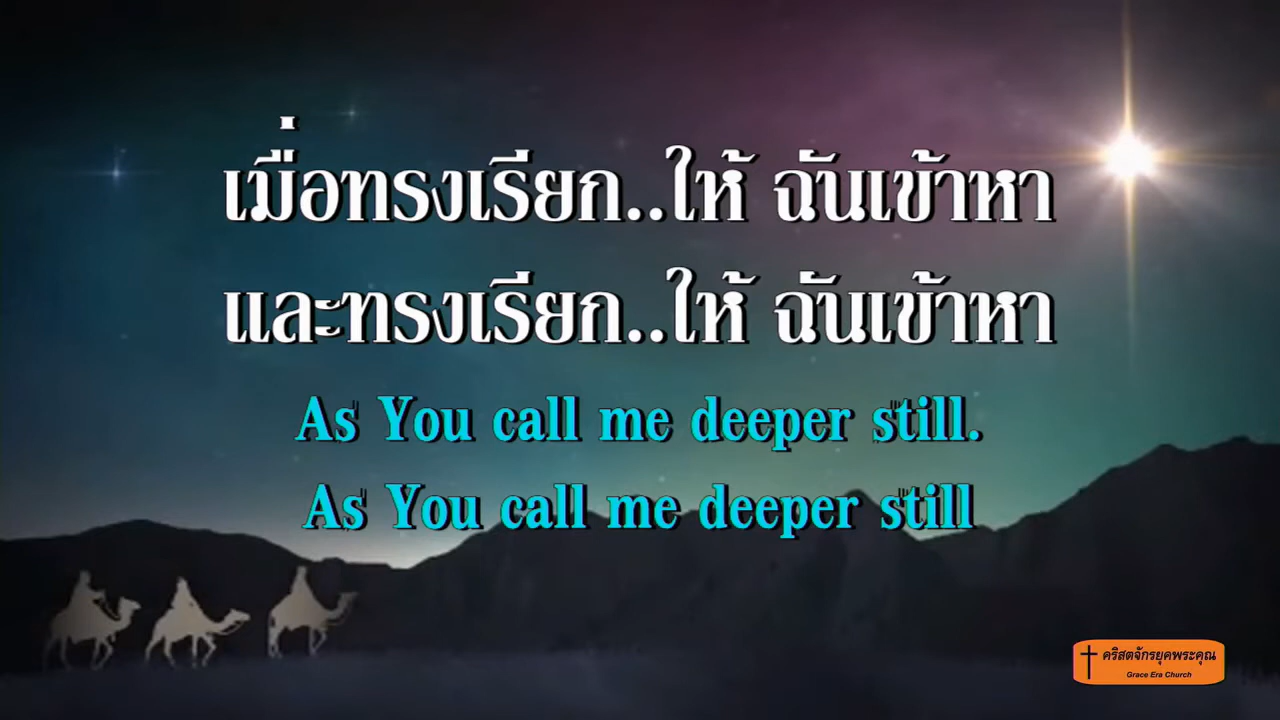 เมื่อทรงเรียก..ให้ ฉันเข้าหา
และทรงเรียก..ให้ ฉันเข้าหา
As You call me deeper still.
As You call me deeper still
คริสตจักรยุคพระคุณ
Grace Era Church